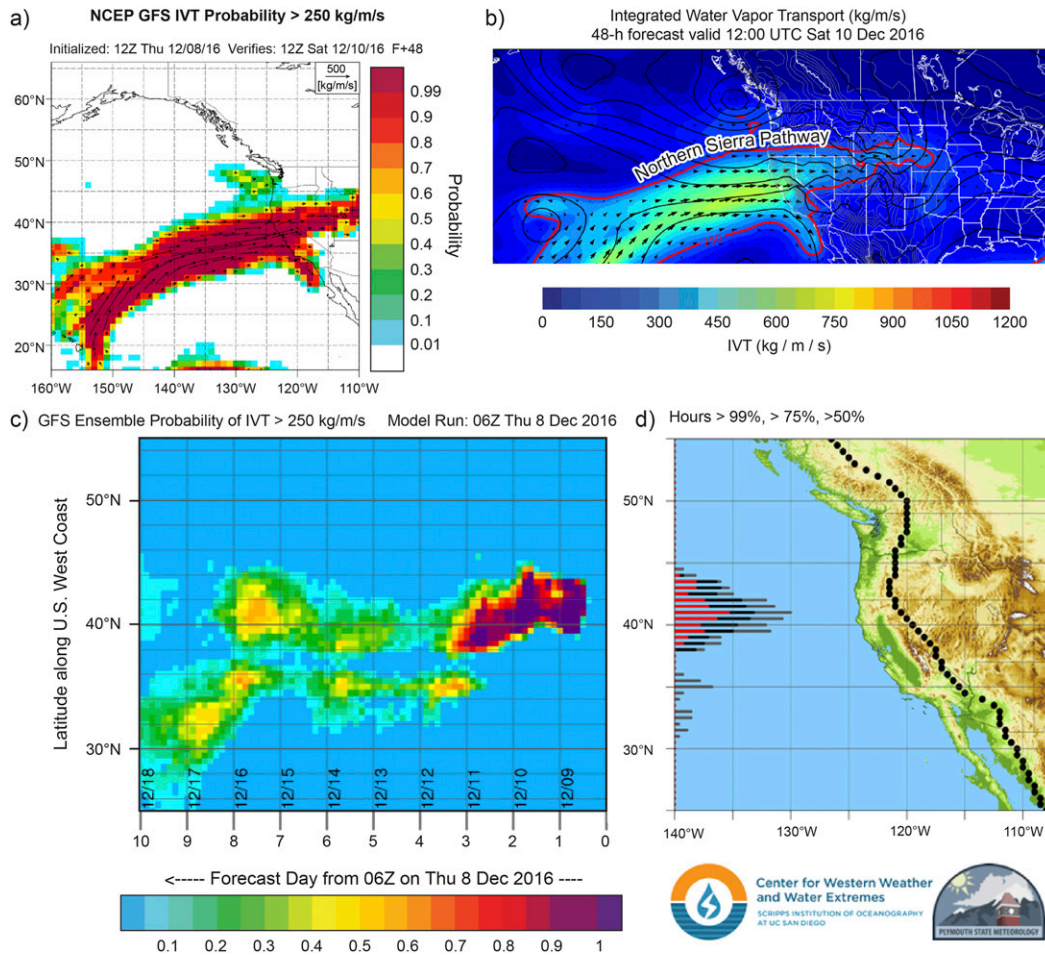 a)
NCEP GFS IVT Probability > 250 kg/m/s
Initialized: 12Z Thu 12/08/16 Verifies: 12Z Sat 12/10/16 F+48
500
[kg/m/s]
60°N
50°N
40°N
30°N
20°N
160°W 150°W 140°W 130°W 120°W 110°W
0.99
0.9
0.8
0.7
0.6
0.5
0.4
0.3
0.2
0.1
0.01
Probability
b)
Integrated Water Vapor Transport (kg/m/s)
48-h forecast valid 12:00 UTC Sat 10 Dec 2016
Northern Sierra Pathway
0 150 300 450 600 750 900 1050 1200
IVT (kg / m / s)
c)
GFS Ensemble Probability of IVT > 250 kg/m/s Model Run: 06Z Thu 8 Dec 2016
Latitude along U.S. West Coast
50°N
40°N
30°N
12/18 12/17 12/16 12/15 12/14 12/13 12/12 12/11 12/10 12/09
10 9 8 7 6 5 4 3 2 1 0
<----- Forecast Day from 06Z on Thu 8 Dec 2016 ----
0.1 0.2 0.3 0.4 0.5 0.6 0.7 0.8 0.9 1
d)
Hours > 99%, > 75%, >50%
50°N
40°N
30°N
140°W 130°W 120°W 110°W
Center for Western Weather
and Water Extremes
SCRIPPS INSTITUTION OF OCEANOGRAPHY
AT UC SAN DIEGO
PLYMOUTH STATE METEOROLOGY